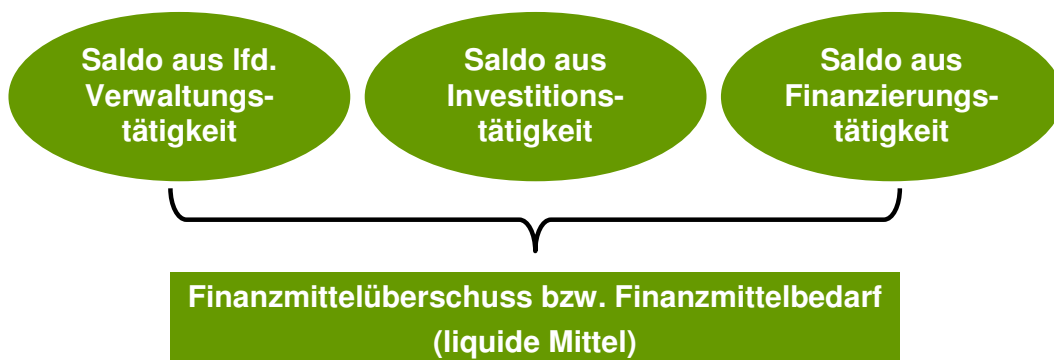 Saldo aus lfd.
Verwaltungs-
tätigkeit
Saldo aus
Investitions-
tätigkeit
Saldo aus
Finanzierungs-
tätigkeit
Finanzmittelüberschuss bzw. Finanzmittelbedarf
(liquide Mittel)